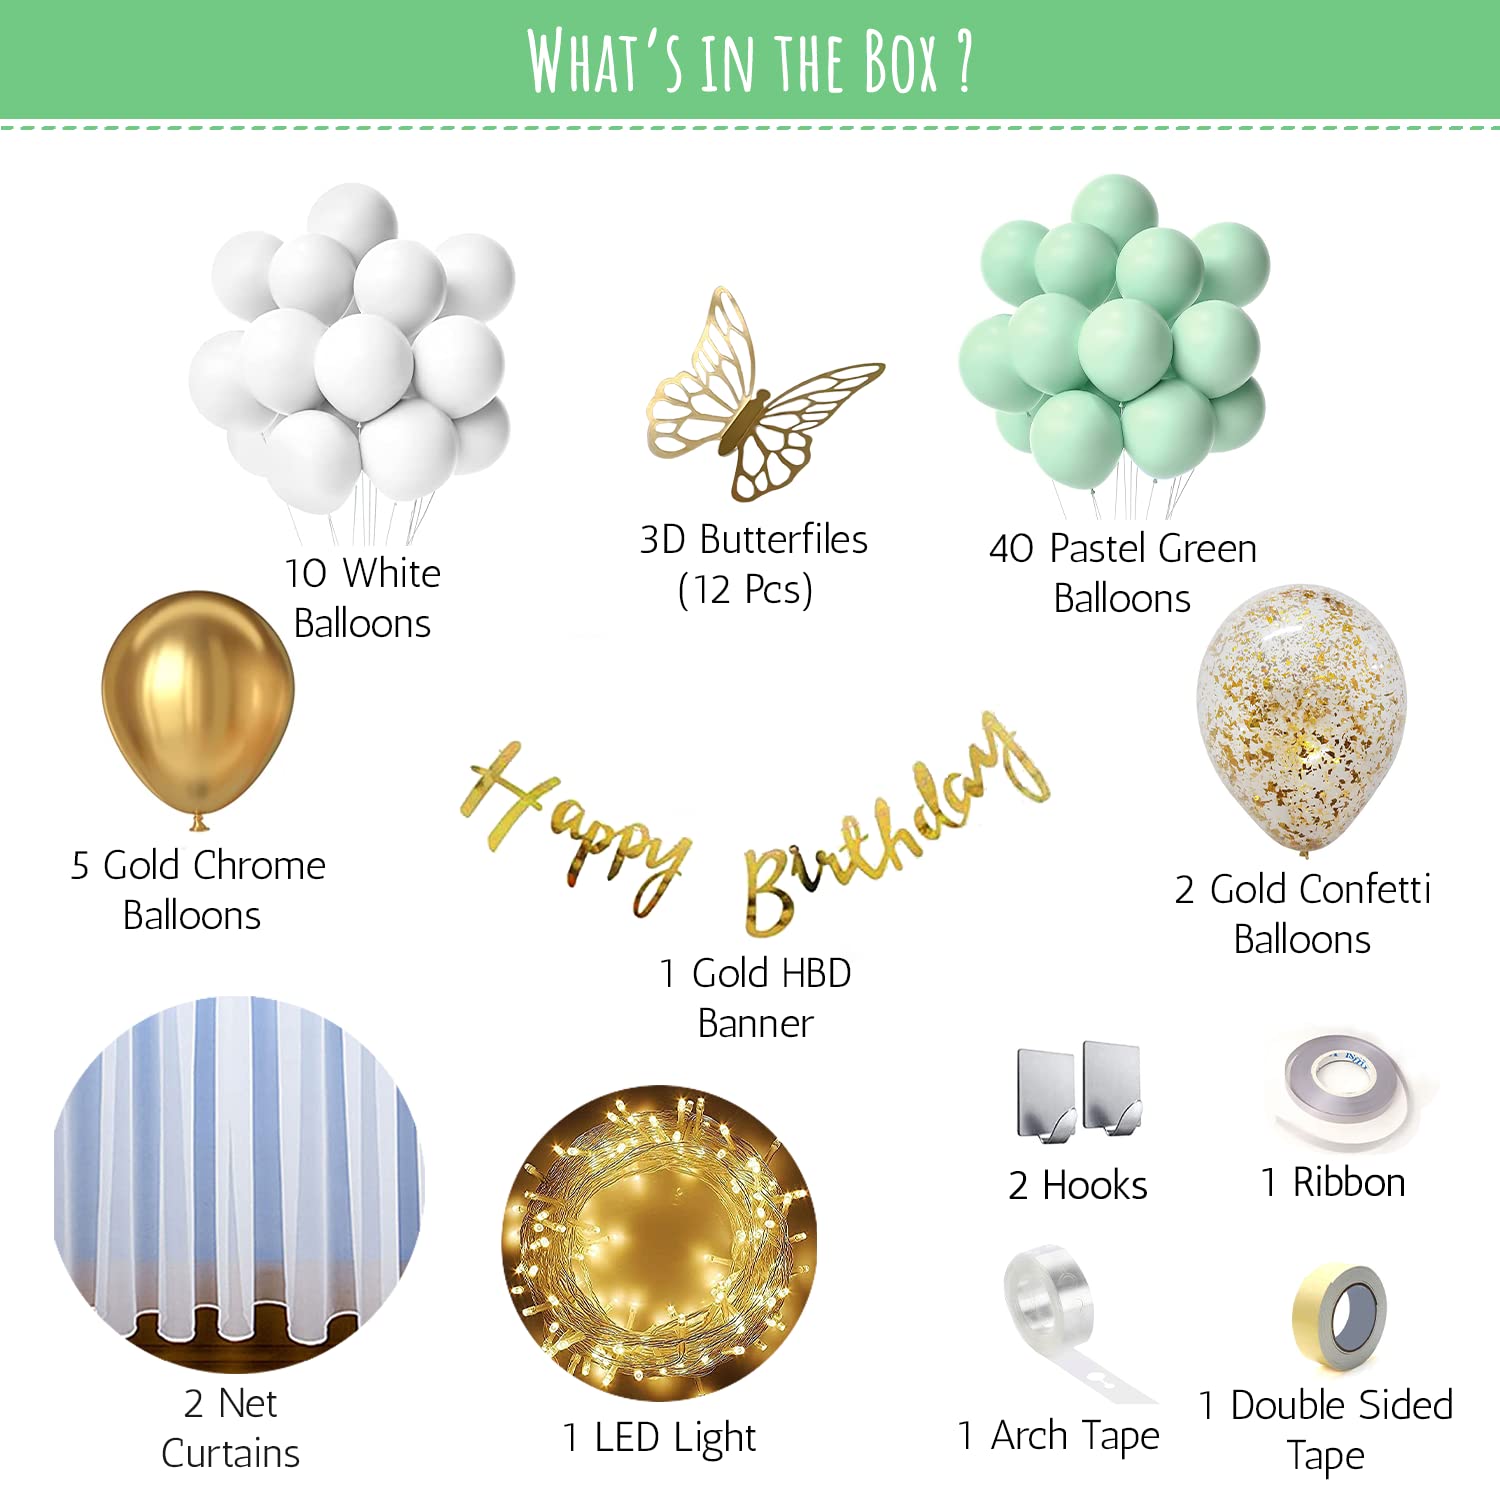 WHAT'S IN THE BOX ?
10 White
Balloons
3D Butterfiles
(12 Pcs)
40 Pastel Green
Balloons
5 Gold Chrome
Balloons
Happy Birthday
1 Gold HBD
Banner
2 Gold Confetti
Balloons
2 Net
Curtains
1 LED Light
2 Hooks
1 Ribbon
1 Arch Tape
1 Double Sided
Tape